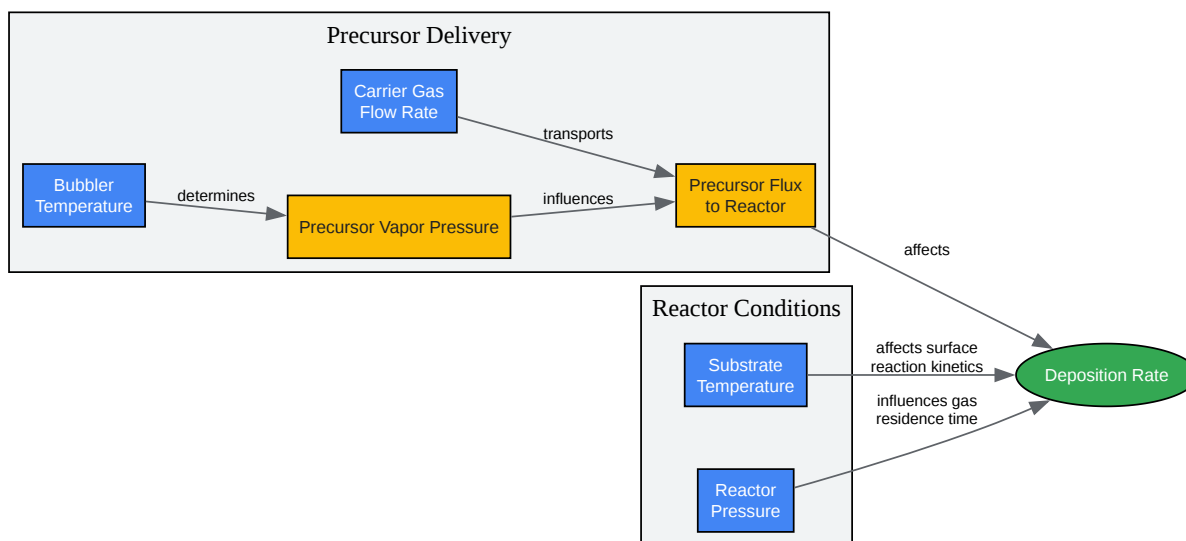 Precursor Delivery
Carrier Gas
Flow Rate
transports
Bubbler
Temperature
determines
Precursor Vapor Pressure
influences
Precursor Flux
to Reactor
affects
Reactor Conditions
Substrate
Temperature
affects surface
reaction kinetics
Deposition Rate
influences gas
residence time
Reactor
Pressure